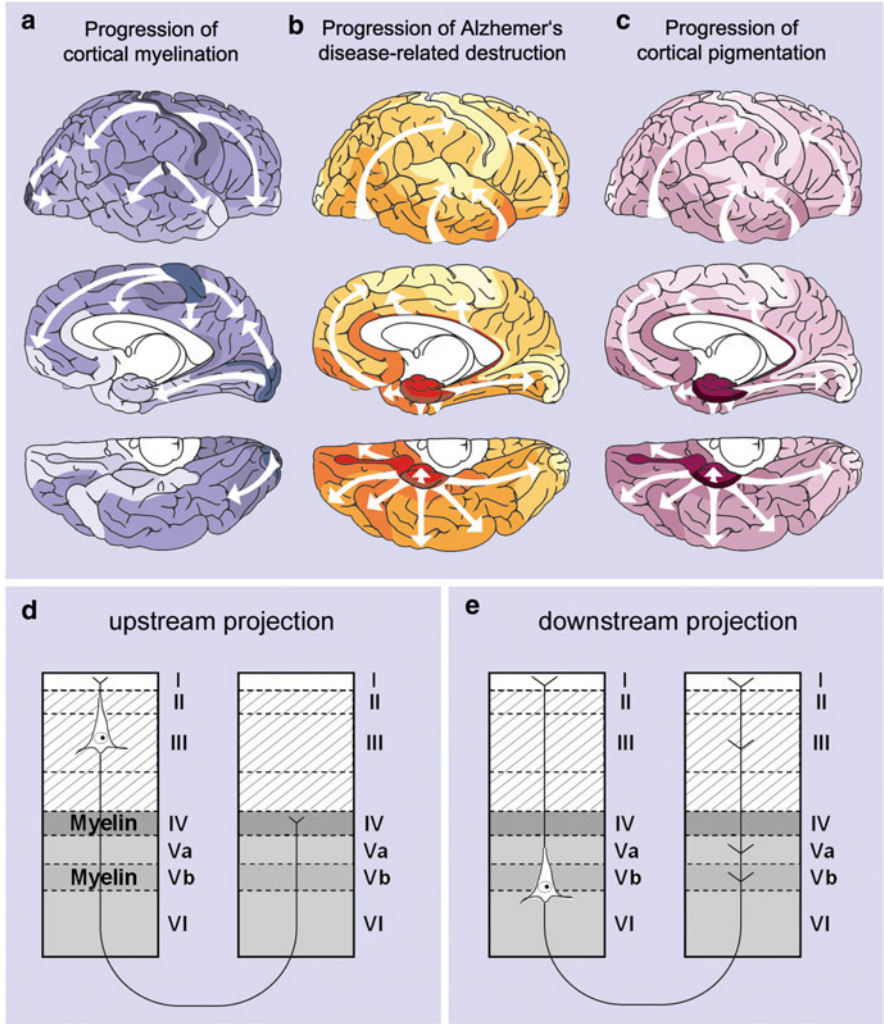 a
Progression of
cortical myelination
b
Progression of Alzhemer‘s
disease-related destruction
c
Progression of
cortical pigmentation
d
upstream projection
I
II
III
Myelin IV
Va
Myelin Vb
VI
I
II
III
IV
Va
Vb
VI
e
downstream projection
I
II
III
IV
Va
Vb
VI
I
II
III
IV
Va
Vb
VI